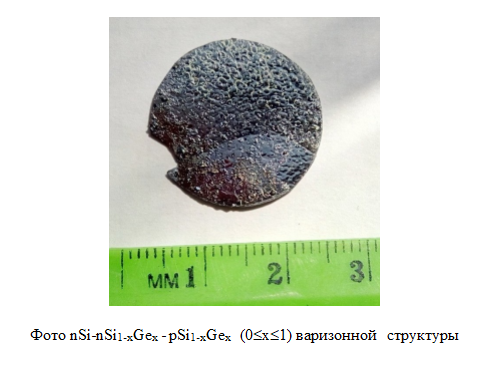 мм 1 2 3
Фото nSi-nSi1-xGex - pSi1-xGex (0≤x≤1) варизонной структуры